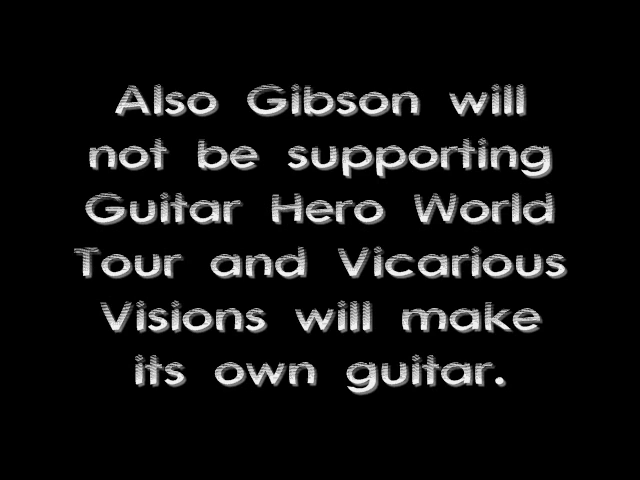 Also Gibson will
not be supporting
Guitar Hero World
Tour and Vicarious
Visions will make
its own guitar.